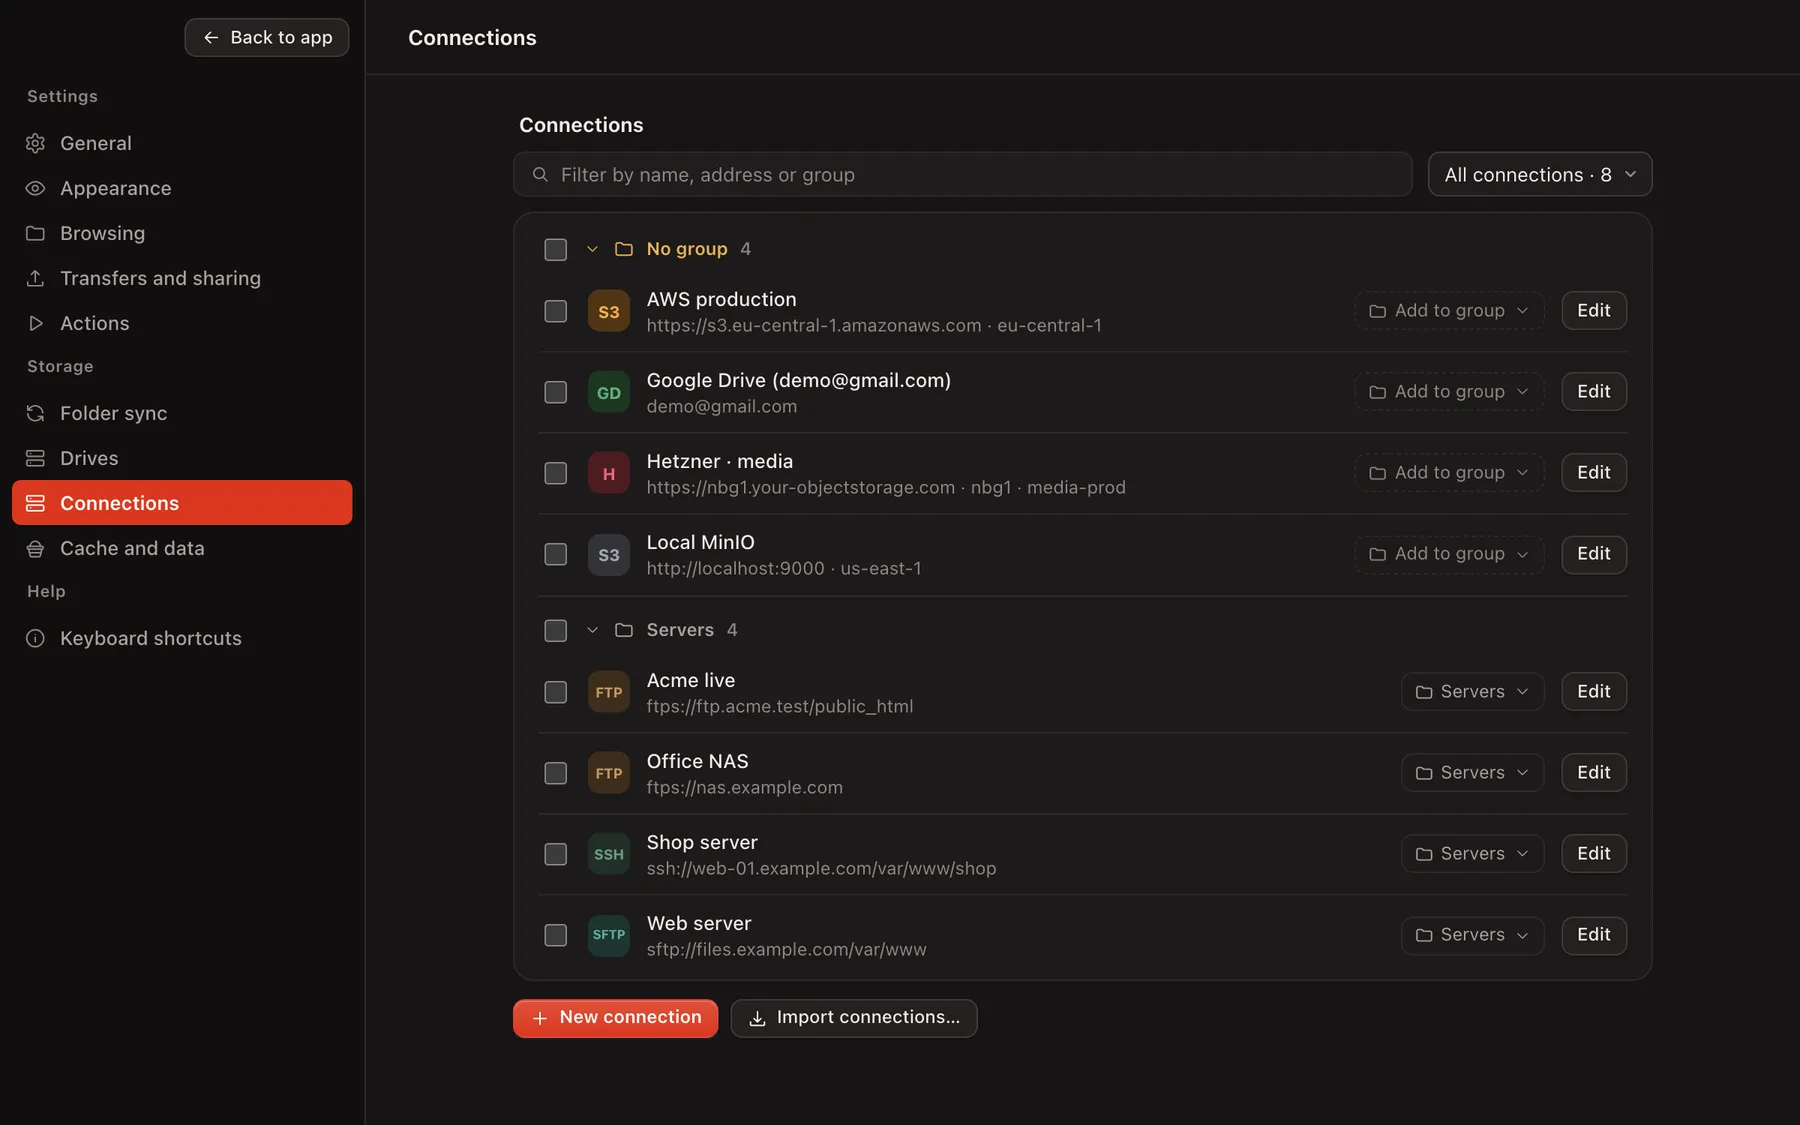 Back to app
Connections
Settings
General
Appearance
Browsing
Transfers and sharing
Actions
Storage
Folder sync
Drives
Connections
Cache and data
Help
Keyboard shortcuts
Connections
Filter by name, address or group
All connections · 8
No group 4
S3
AWS production
https://s3.eu-central-1.amazonaws.com · eu-central-1
Add to group
Edit
GD
Google Drive (demo@gmail.com)
demo@gmail.com
Add to group
Edit
H
Hetzner · media
https://nbg1.your-objectstorage.com · nbg1 · media-prod
Add to group
Edit
S3
Local MinIO
http://localhost:9000 · us-east-1
Add to group
Edit
Servers 4
FTP
Acme live
ftps://ftp.acme.test/public_html
Servers
Edit
FTP
Office NAS
ftps://nas.example.com
Servers
Edit
SSH
Shop server
ssh://web-01.example.com/var/www/shop
Servers
Edit
SFTP
Web server
sftp://files.example.com/var/www
Servers
Edit
New connection
Import connections...